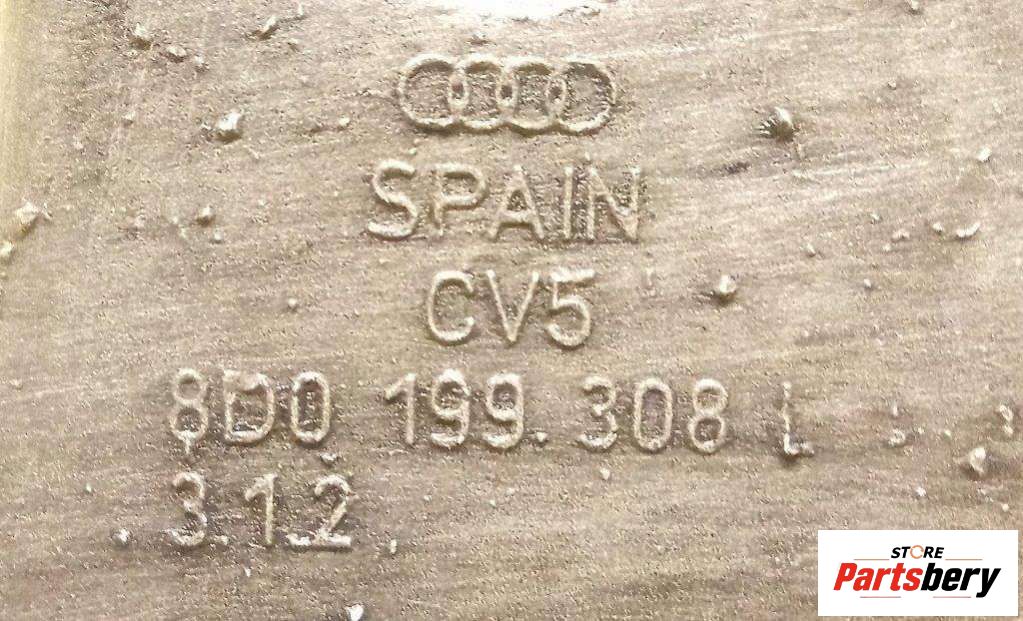 SPAIN
CV5
8D0 199. 308 L
3.1.2
STORE
Partsbery